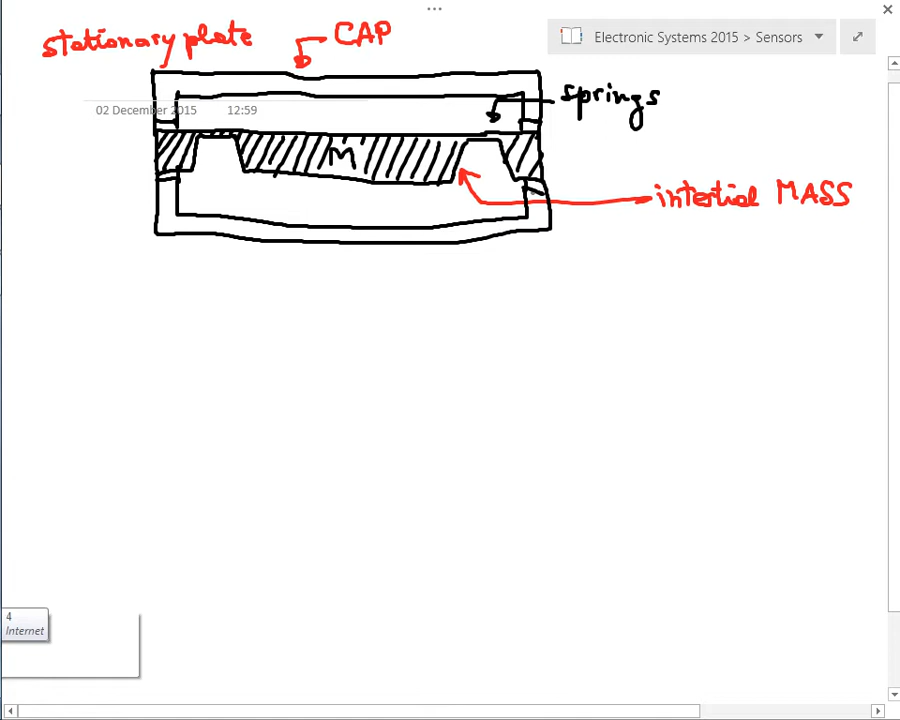 Electronic Systems 2015 > Sensors
stationary plate
CAP
springs
02 December 2015 12:59
M
intertial MASS
4
Internet